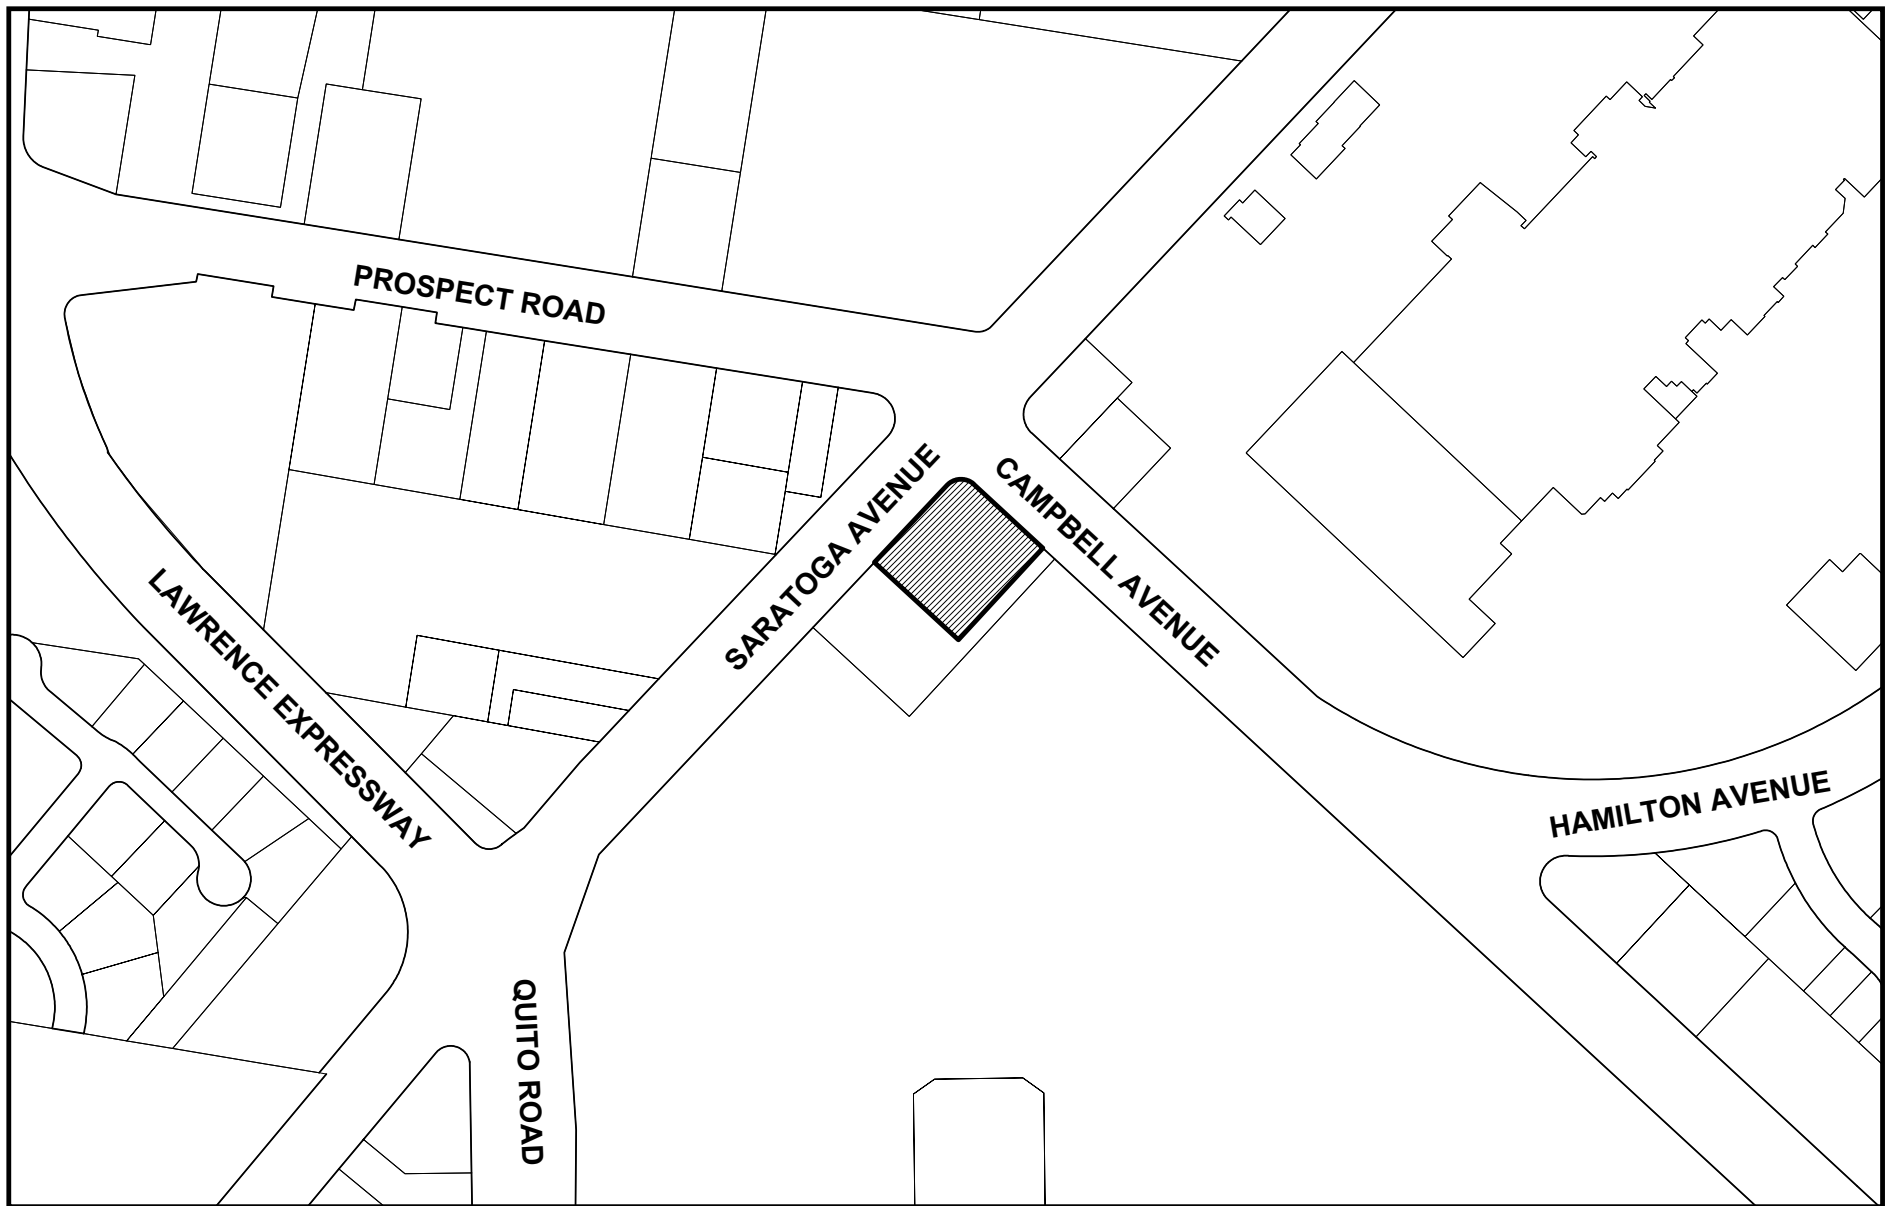 PROSPECT ROAD
SARATOGA AVENUE
CAMPBELL AVENUE
LAWRENCE EXPRESSWAY
HAMILTON AVENUE
QUITO ROAD